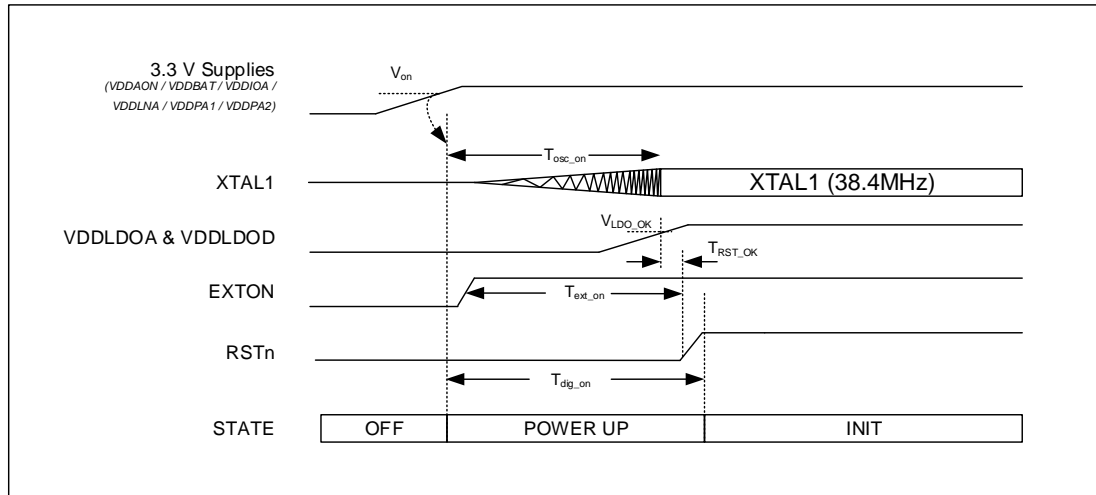 3.3 V Supplies
(VDDAON / VDDBAT / VDDIOA /
VDDLNA / VDDPA1 / VDDPA2)
Von
Tosc_on
XTAL1
XTAL1 (38.4MHz)
VLDO_OK
VDDLDOA & VDDLDOD
TRST_OK
EXTON
Text_on
RSTn
Tdig_on
STATE
OFF
POWER UP
INIT